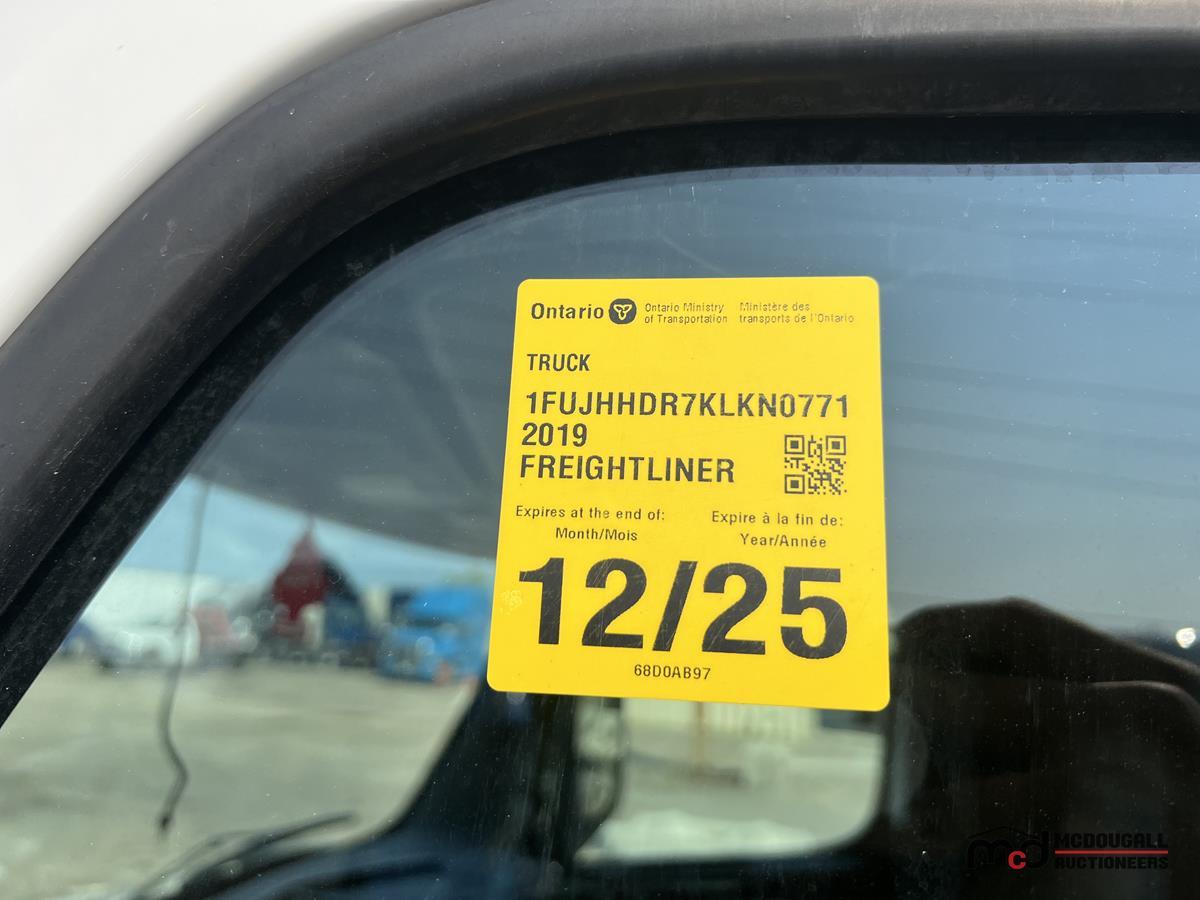 Ontario Ontario Ministry of Transportation Ministère des transports de l'Ontario
TRUCK
1FUJHHDR7KLKN0771
2019
FREIGHTLINER
Expires at the end of: Expire à la fin de:
Month/Mois Year/Année
12/25
68D0AB97
mcd MCDOUGALL
AUCTIONEERS